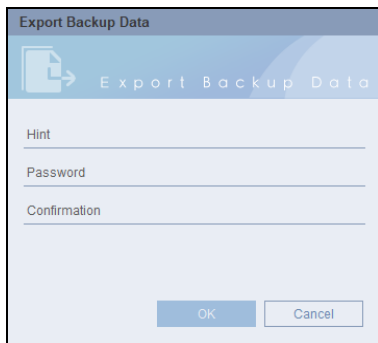 Export Backup Data
Export Backup Data
Hint
Password
Confirmation
OK
Cancel